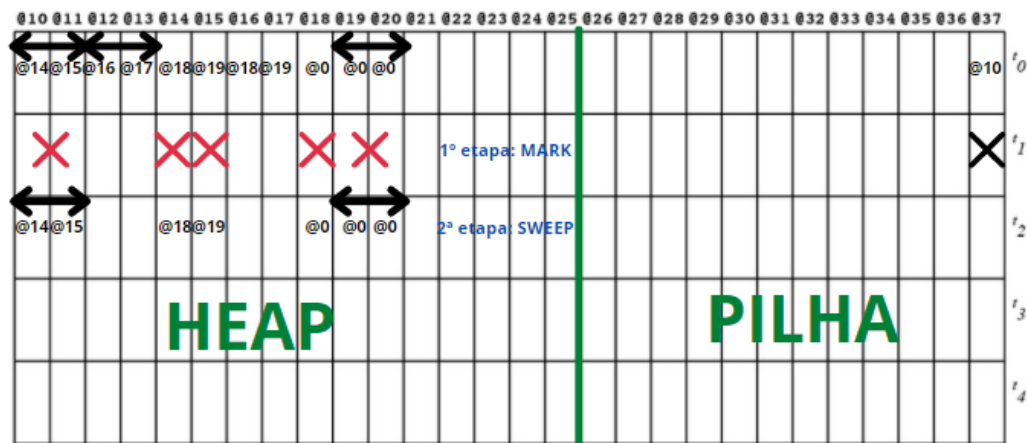 @10 @11 @12 @13 @14 @15 @16 @17 @18 @19 @20 @21 @22 @23 @24 @25 @26 @27 @28 @29 @30 @31 @32 @33 @34 @35 @36 @37
@14 @15 @16 @17 @18 @19 @18 @19 @0 @0 @0 @10 t0
1º etapa: MARK t1
@14 @15 @18 @19 @0 @0 @0 2ª etapa: SWEEP t2
HEAP PILHA t3
t4